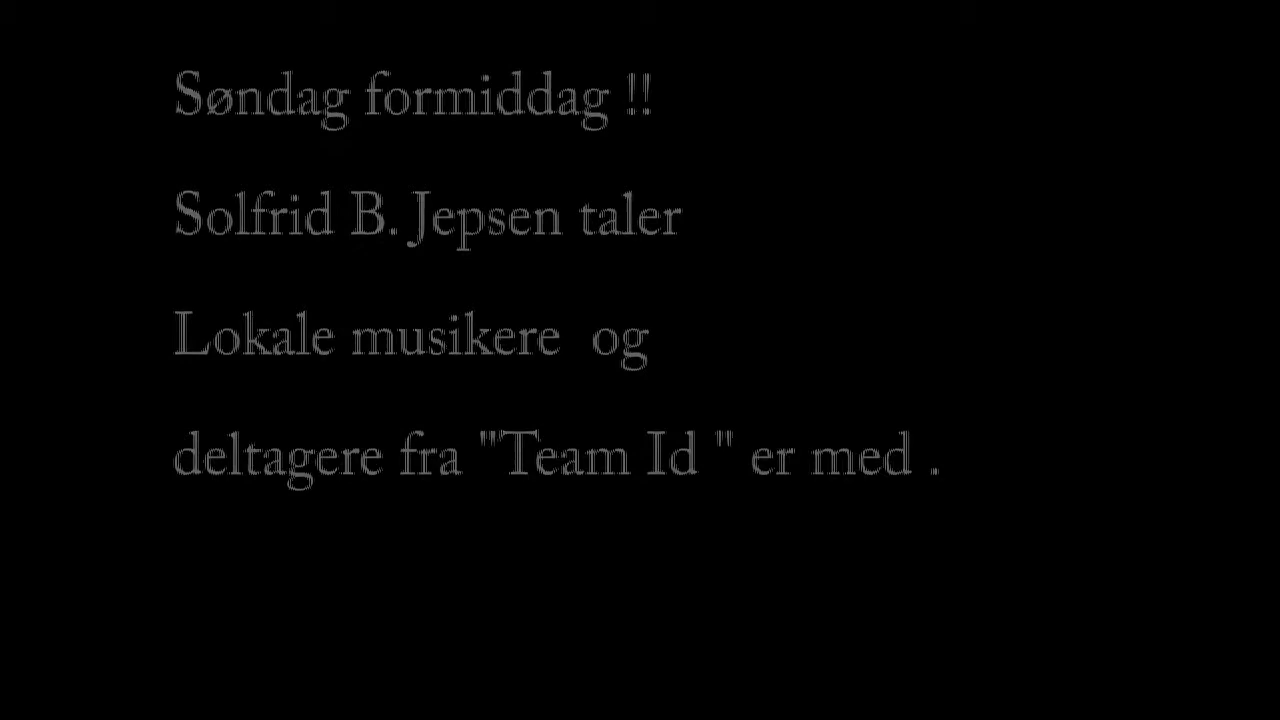 Søndag formiddag !!
Solfrid B. Jepsen taler
Lokale musikere  og
deltagere fra "Team Id " er med .